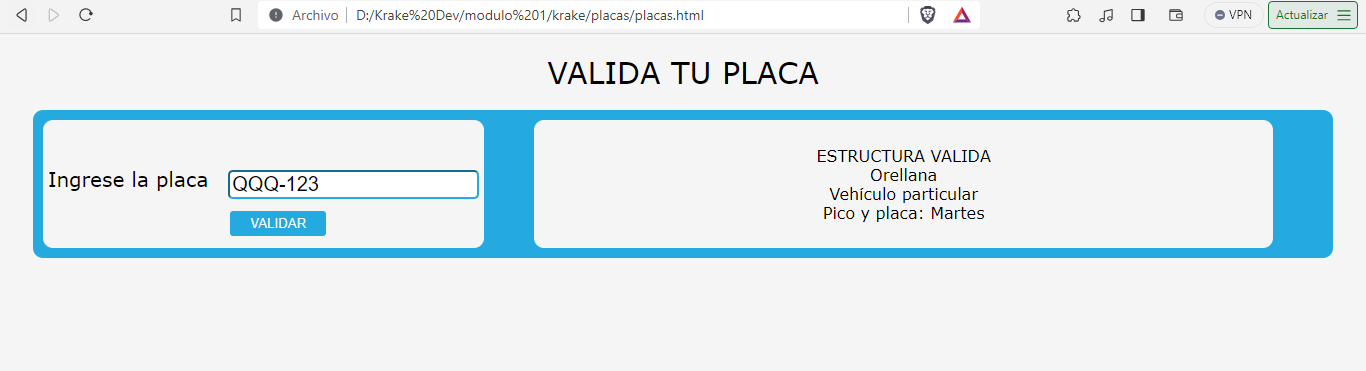 Archivo D:/Krake%20Dev/modulo%201/krake/placas/placas.html VPN Actualizar
VALIDA TU PLACA
Ingrese la placa QQQ-123
VALIDAR
ESTRUCTURA VALIDA
Orellana
Vehículo particular
Pico y placa: Martes